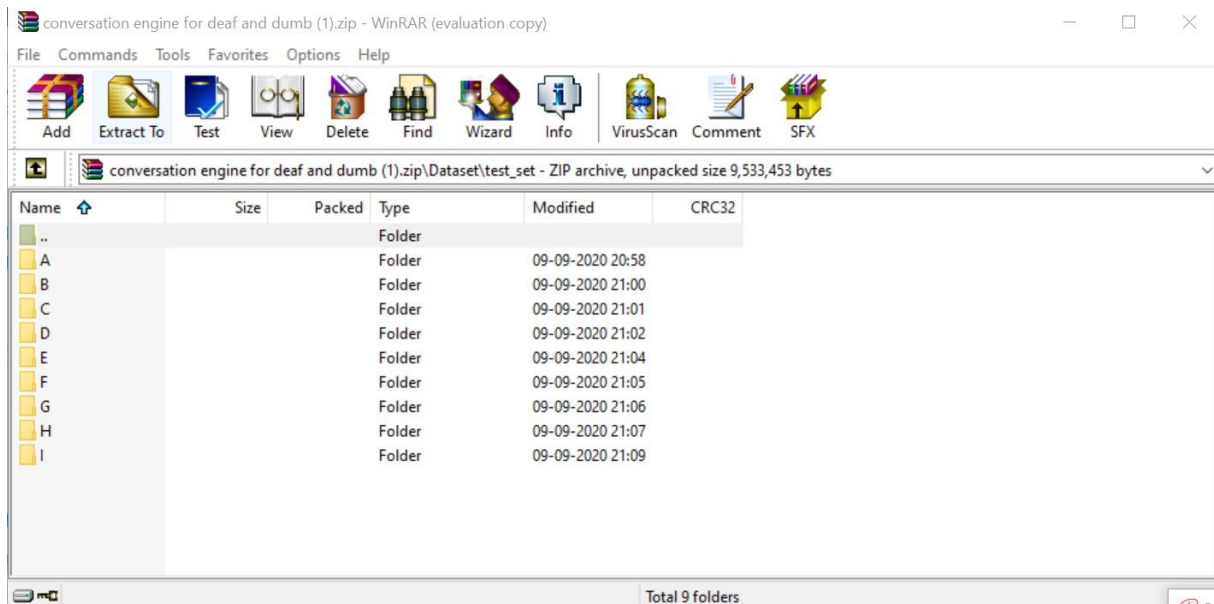 conversation engine for deaf and dumb (1).zip - WinRAR (evaluation copy)
File Commands Tools Favorites Options Help
Add Extract To Test View Delete Find Wizard Info VirusScan Comment SFX
conversation engine for deaf and dumb (1).zip\Dataset\test_set - ZIP archive, unpacked size 9,533,453 bytes
Name Size Packed Type Modified CRC32
.. Folder
A Folder 09-09-2020 20:58
B Folder 09-09-2020 21:00
C Folder 09-09-2020 21:01
D Folder 09-09-2020 21:02
E Folder 09-09-2020 21:04
F Folder 09-09-2020 21:05
G Folder 09-09-2020 21:06
H Folder 09-09-2020 21:07
I Folder 09-09-2020 21:09
Total 9 folders